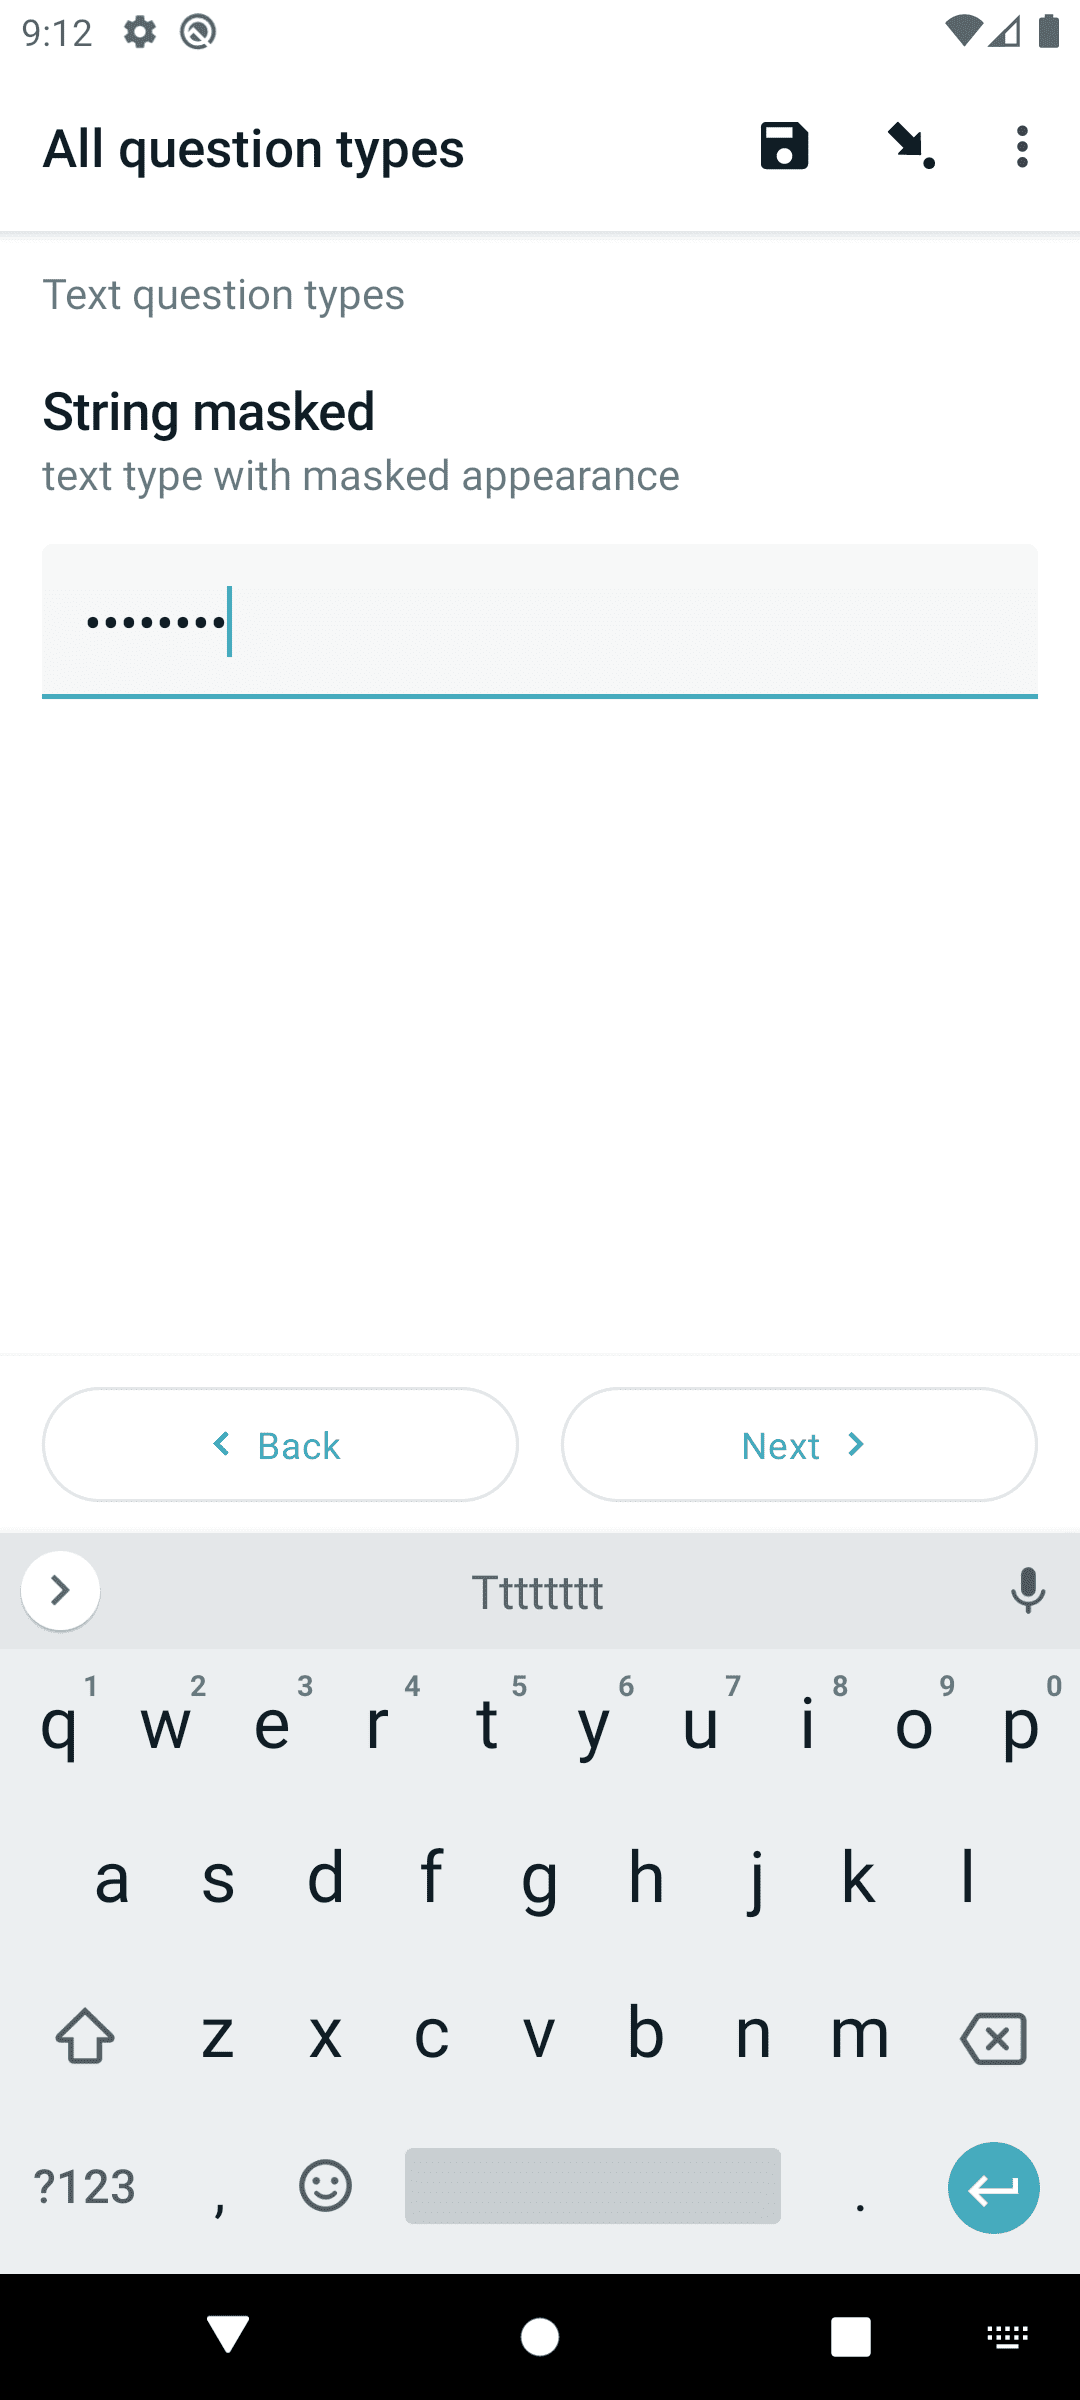 9:12
All question types
Text question types
String masked
text type with masked appearance
••••••••
Back Next
Tttttttt
1 2 3 4 5 6 7 8 9 0
q w e r t y u i o p
a s d f g h j k l
z x c v b n m
?123 , .